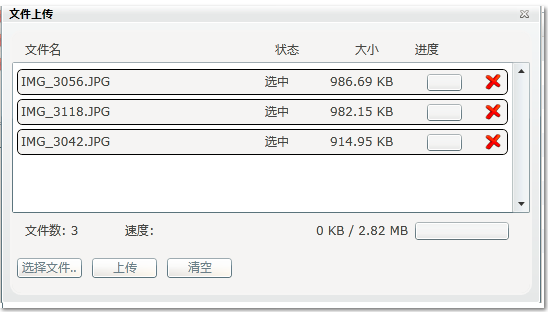 文件上传
文件名 状态 大小 进度
IMG_3056.JPG 选中 986.69 KB
IMG_3118.JPG 选中 982.15 KB
IMG_3042.JPG 选中 914.95 KB
文件数: 3 速度: 0 KB / 2.82 MB
选择文件.. 上传 清空